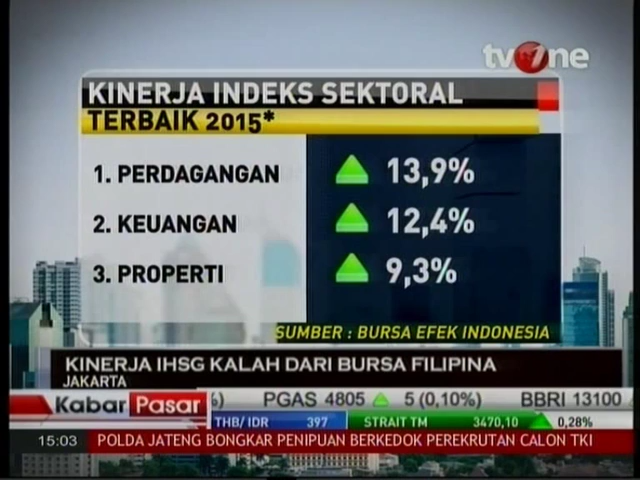 tvOne
KINERJA INDEKS SEKTORAL
TERBAIK 2015*
1. PERDAGANGAN 13,9%
2. KEUANGAN 12,4%
3. PROPERTI 9,3%
SUMBER : BURSA EFEK INDONESIA
KINERJA IHSG KALAH DARI BURSA FILIPINA
JAKARTA
Kabar Pasar %) PGAS 4805 5 (0,10%) BBRI 13100
THB/IDR 397 STRAIT TM 3470,10 0,28%
15:03 POLDA JATENG BONGKAR PENIPUAN BERKEDOK PEREKRUTAN CALON TKI